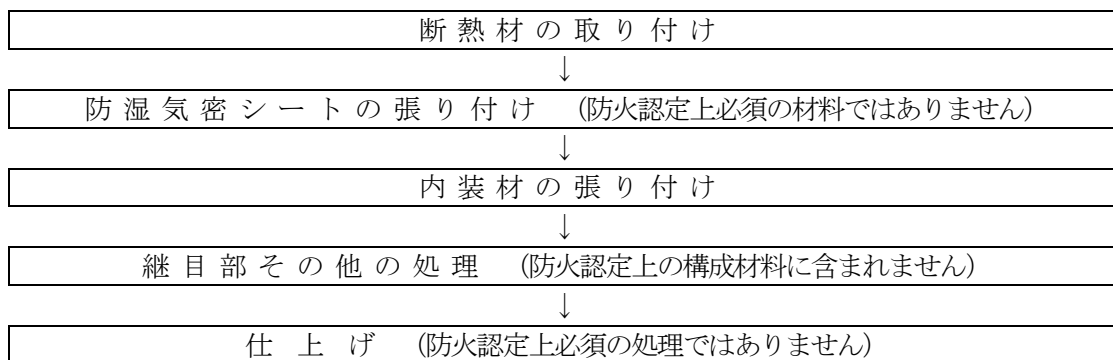 断熱材の取り付け
↓
防湿気密シートの張り付け (防火認定上必須の材料ではありません)
↓
内装材の張り付け
↓
継目部その他の処理 (防火認定上の構成材料に含まれません)
↓
仕上げ (防火認定上必須の処理ではありません)